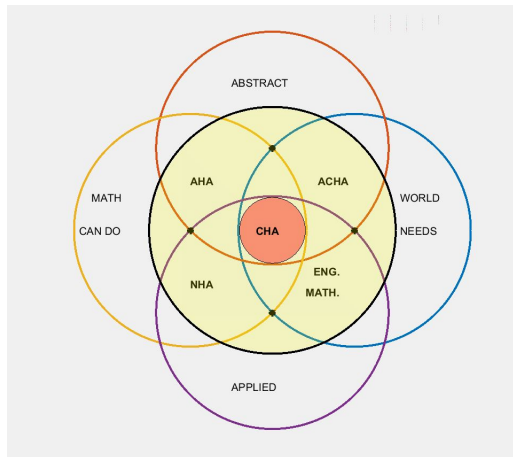 ABSTRACT
AHA
ACHA
MATH
CAN DO
WORLD
NEEDS
CHA
NHA
ENG.
MATH.
APPLIED